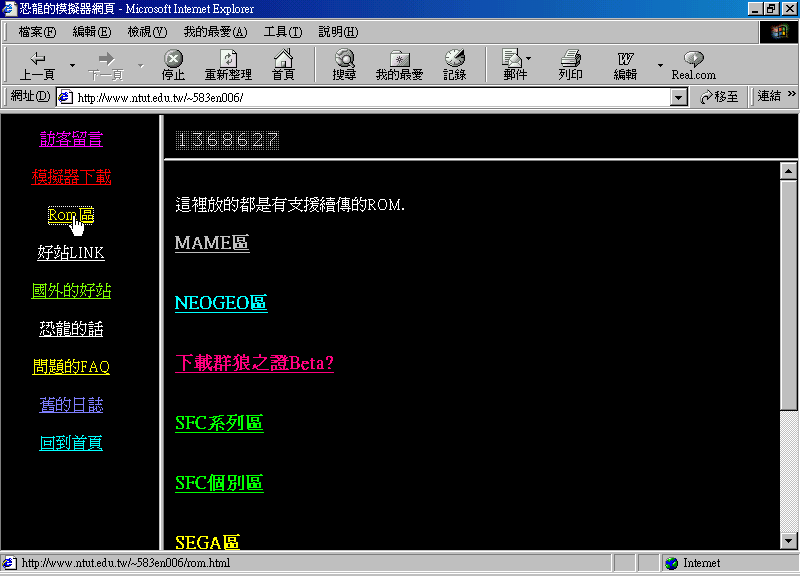 恐龍的模擬器網頁 - Microsoft Internet Explorer
檔案(F) 編輯(E) 檢視(V) 我的最愛(A) 工具(T) 說明(H)
上一頁 下一頁 停止 重新整理 首頁 搜尋 我的最愛 記錄 郵件 列印 編輯 Real.com
網址(D) http://www.ntut.edu.tw/~583en006/ 移至 連結 »
訪客留言
模擬器下載
Rom區
好站LINK
國外的好站
恐龍的話
問題的FAQ
舊的日誌
回到首頁
1368627
這裡放的都是有支援續傳的ROM.
MAME區
NEOGEO區
下載群狼之證Beta?
SFC系列區
SFC個別區
SEGA區
http://www.ntut.edu.tw/~583en006/rom.html Internet